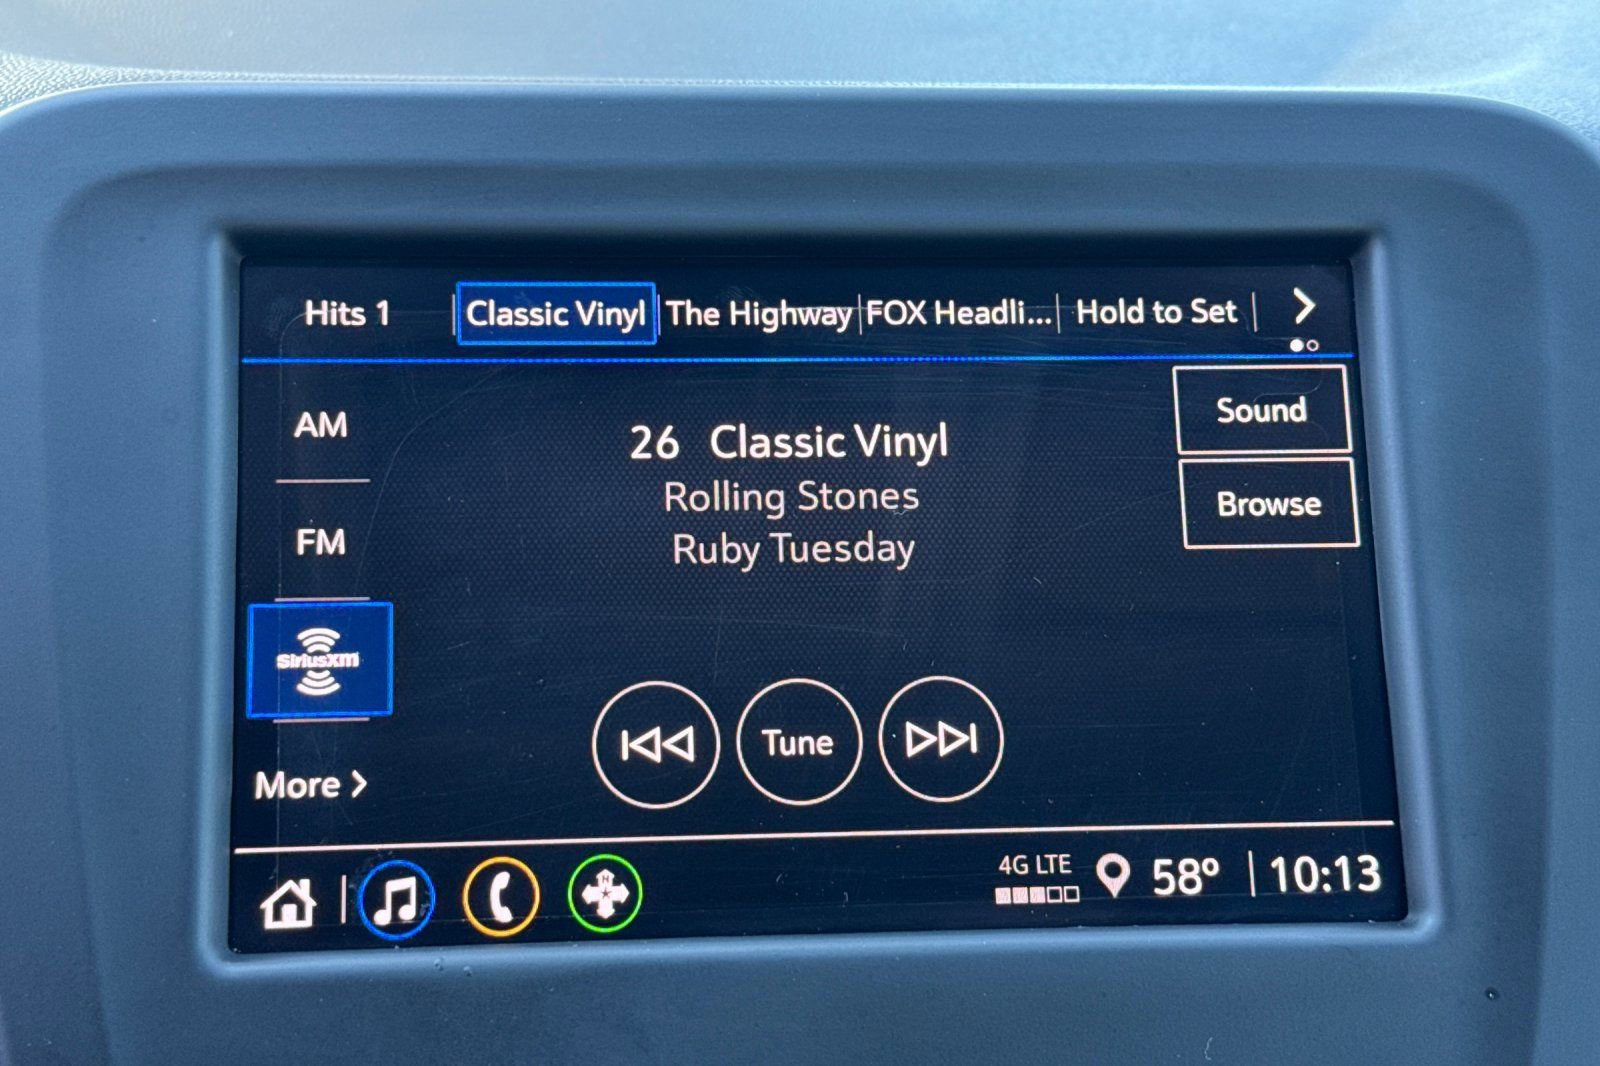 Hits 1 Classic Vinyl The Highway FOX Headli... Hold to Set
AM
FM
SiriusXM
More
26 Classic Vinyl
Rolling Stones
Ruby Tuesday
Tune
Sound
Browse
4G LTE
58° 10:13